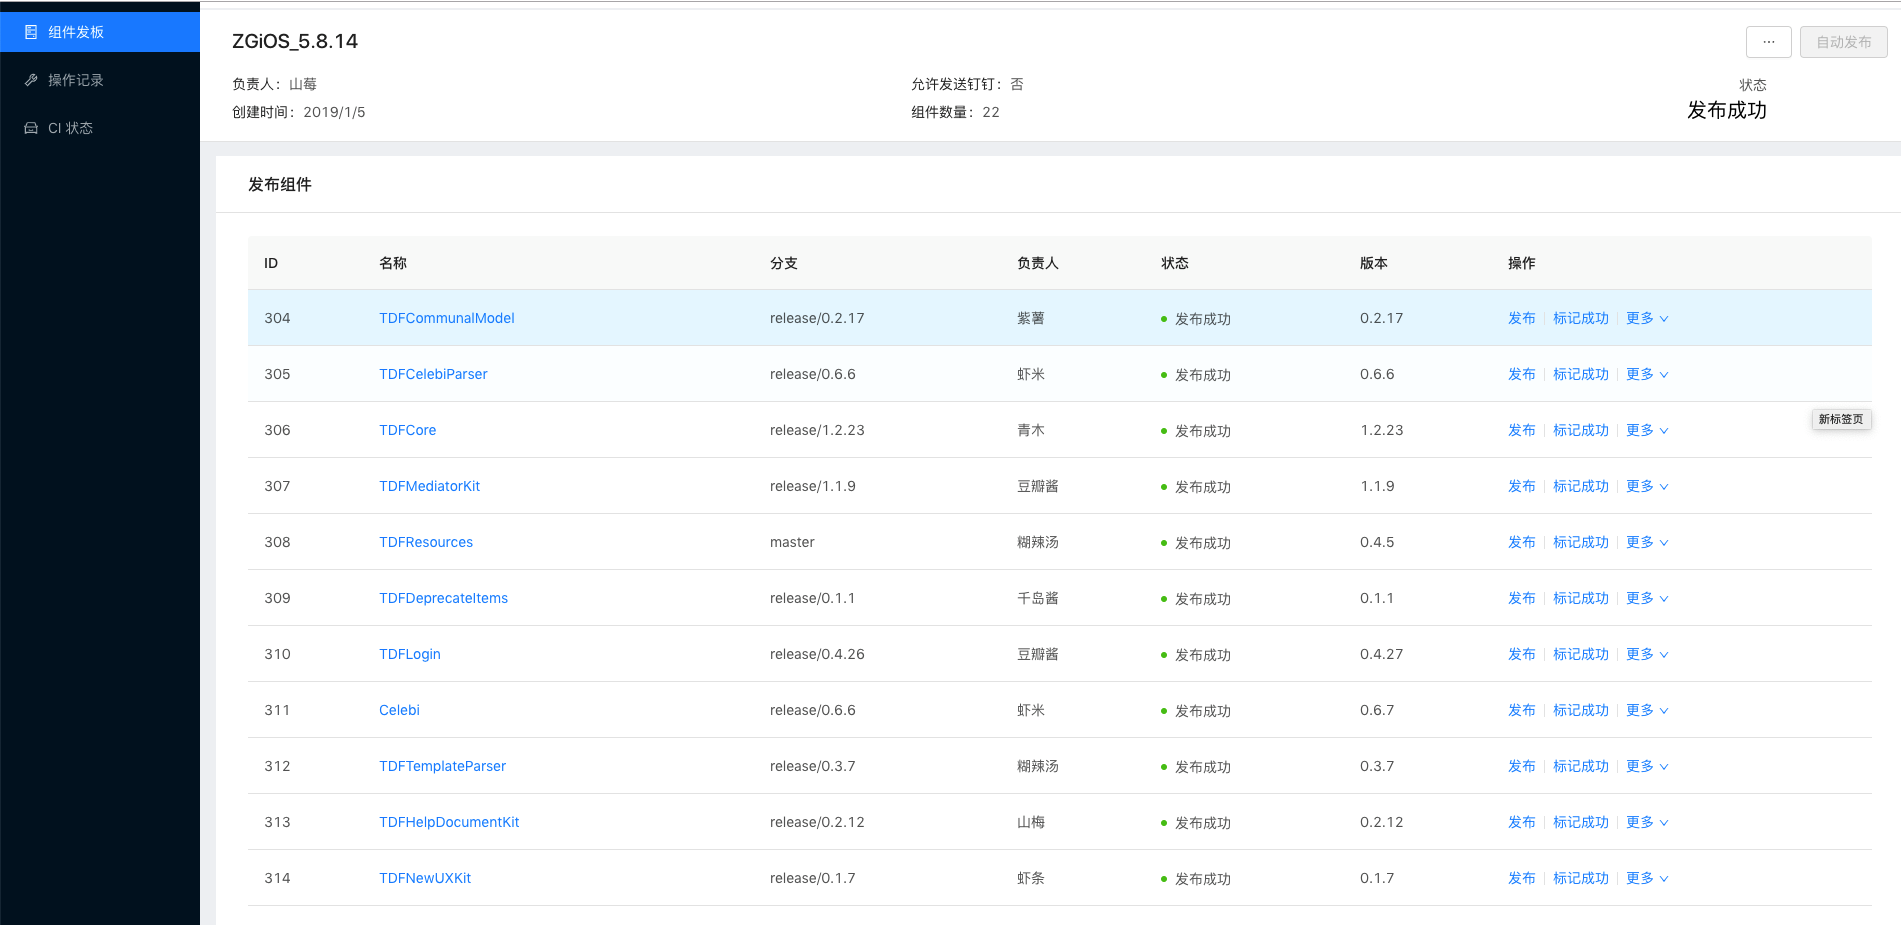 组件发板
操作记录
CI 状态
ZGiOS_5.8.14
··· 自动发布
负责人：山莓 允许发送钉钉：否 状态
创建时间：2019/1/5 组件数量：22 发布成功
发布组件
ID 名称 分支 负责人 状态 版本 操作
304 TDFCommunalModel release/0.2.17 紫薯 发布成功 0.2.17 发布 标记成功 更多
305 TDFCelebiParser release/0.6.6 虾米 发布成功 0.6.6 发布 标记成功 更多
306 TDFCore release/1.2.23 青木 发布成功 1.2.23 发布 标记成功 更多
新标签页
307 TDFMediatorKit release/1.1.9 豆瓣酱 发布成功 1.1.9 发布 标记成功 更多
308 TDFResources master 糊辣汤 发布成功 0.4.5 发布 标记成功 更多
309 TDFDeprecateItems release/0.1.1 千岛酱 发布成功 0.1.1 发布 标记成功 更多
310 TDFLogin release/0.4.26 豆瓣酱 发布成功 0.4.27 发布 标记成功 更多
311 Celebi release/0.6.6 虾米 发布成功 0.6.7 发布 标记成功 更多
312 TDFTemplateParser release/0.3.7 糊辣汤 发布成功 0.3.7 发布 标记成功 更多
313 TDFHelpDocumentKit release/0.2.12 山梅 发布成功 0.2.12 发布 标记成功 更多
314 TDFNewUXKit release/0.1.7 虾条 发布成功 0.1.7 发布 标记成功 更多